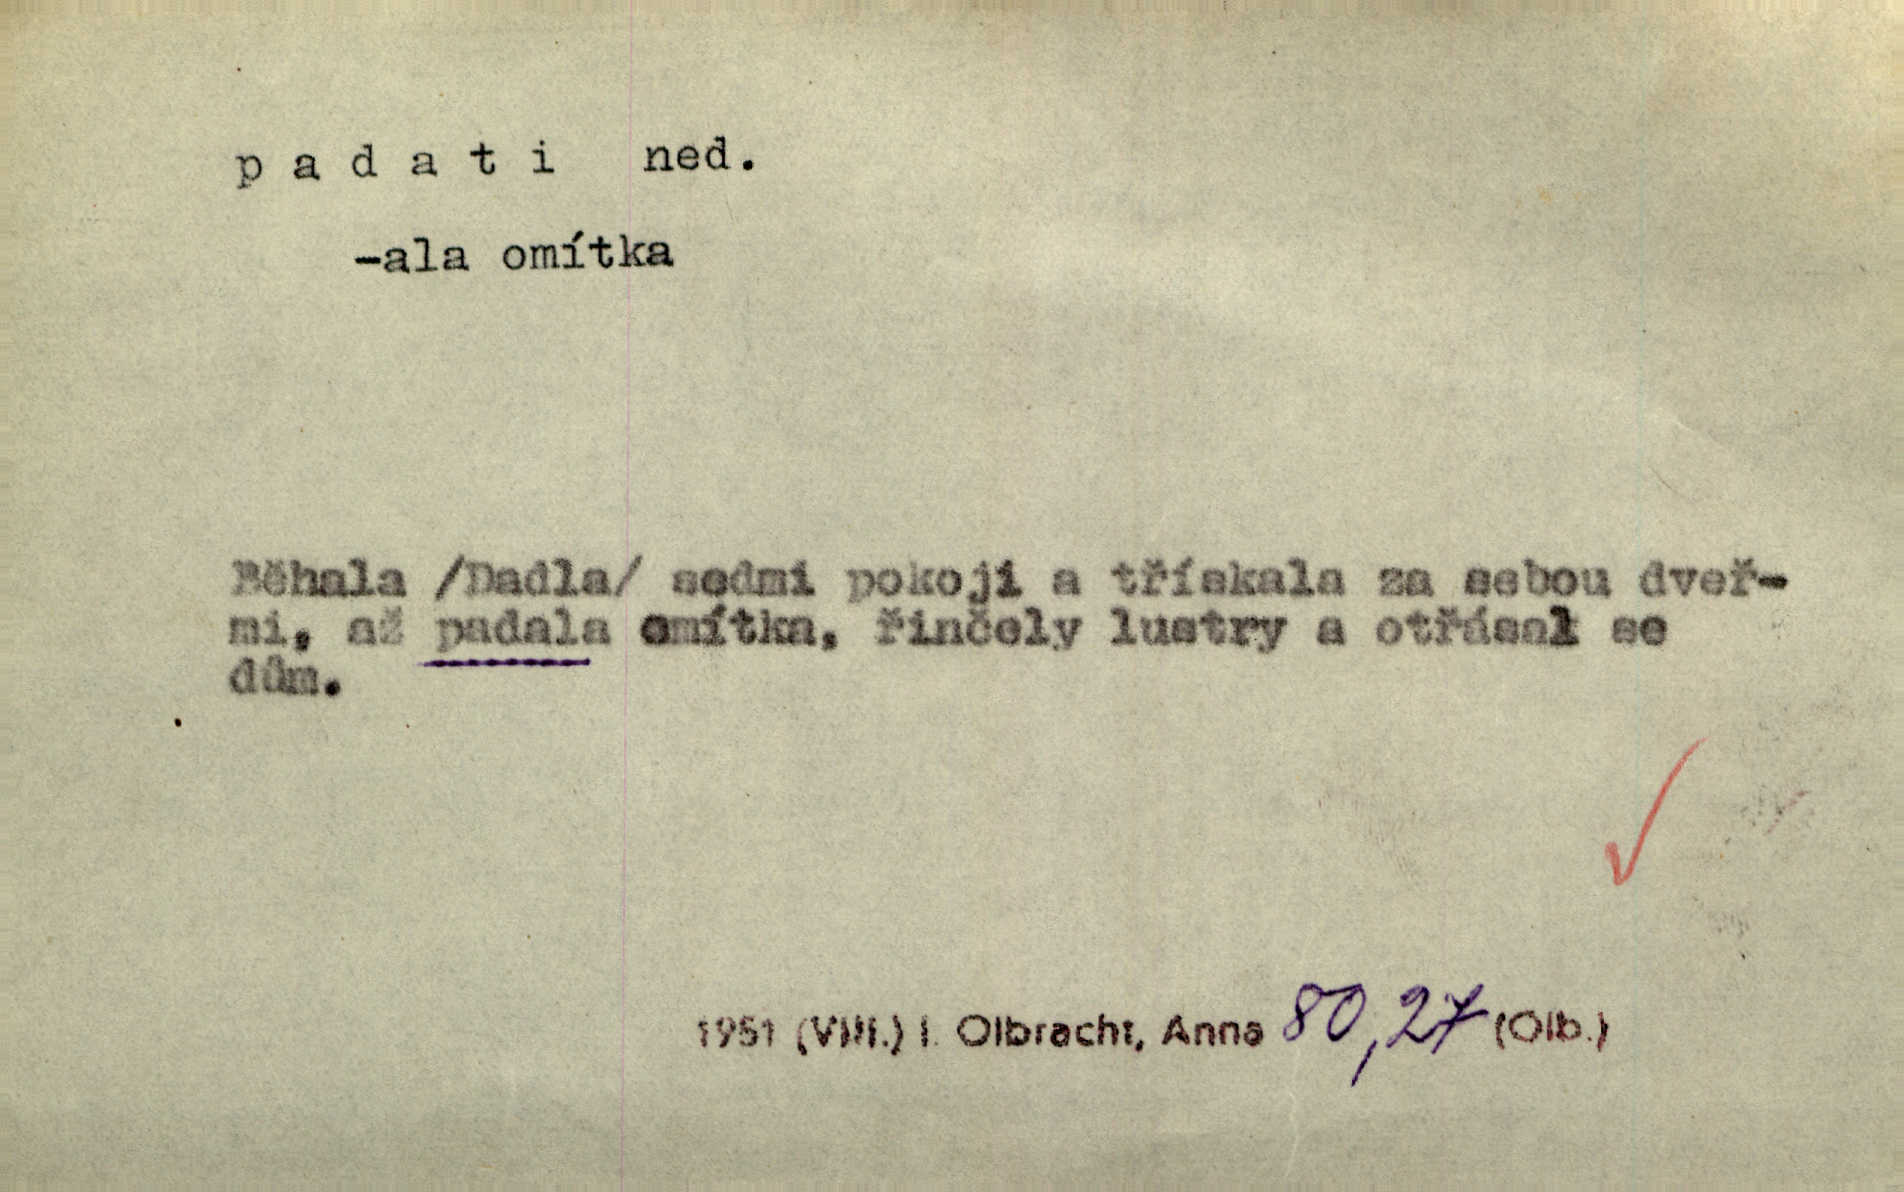 padati ned.
-ala omítka
Běhala /Dadla/ sedmi pokoji a třískala za sebou dveř-
mi, až padala omítka, řinčely lustry a otřásal se
dům.
1951 (VIII.) I. Olbracht, Anna 80,27 (Olb.)